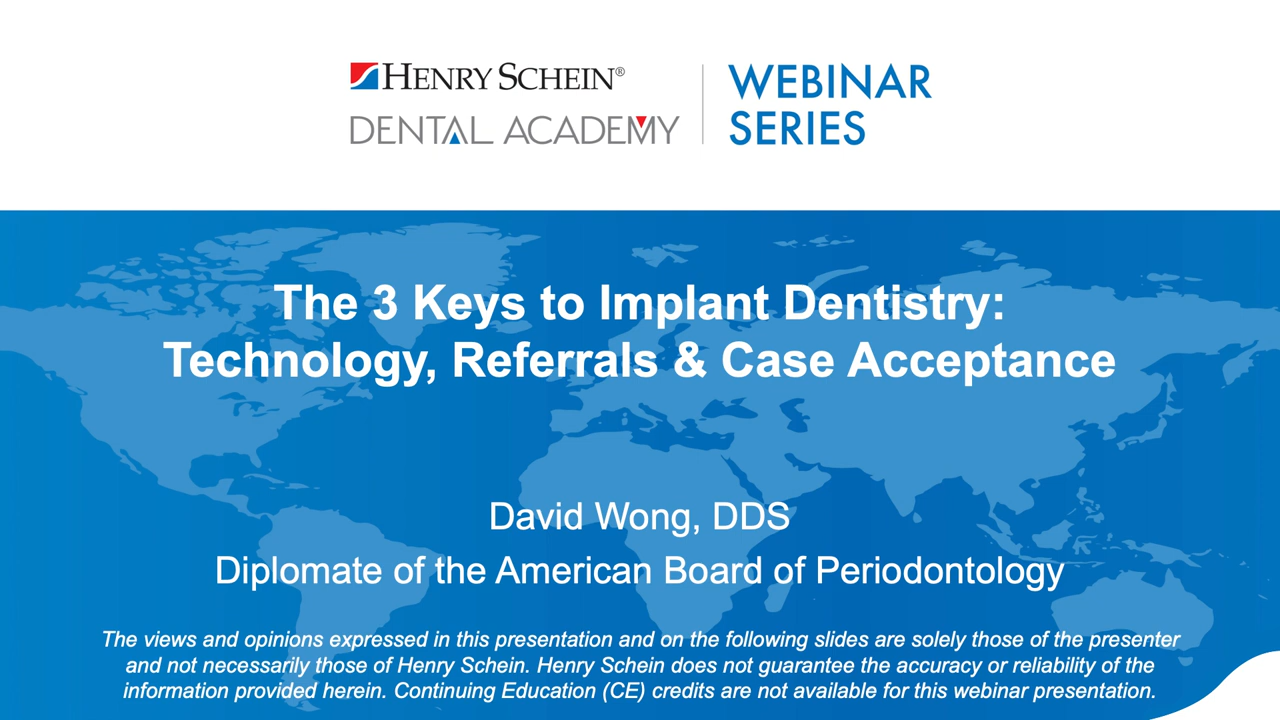 HENRY SCHEIN®
DENTAL ACADEMY
WEBINAR
SERIES
The 3 Keys to Implant Dentistry:
Technology, Referrals & Case Acceptance
David Wong, DDS
Diplomate of the American Board of Periodontology
The views and opinions expressed in this presentation and on the following slides are solely those of the presenter
and not necessarily those of Henry Schein. Henry Schein does not guarantee the accuracy or reliability of the
information provided herein. Continuing Education (CE) credits are not available for this webinar presentation.